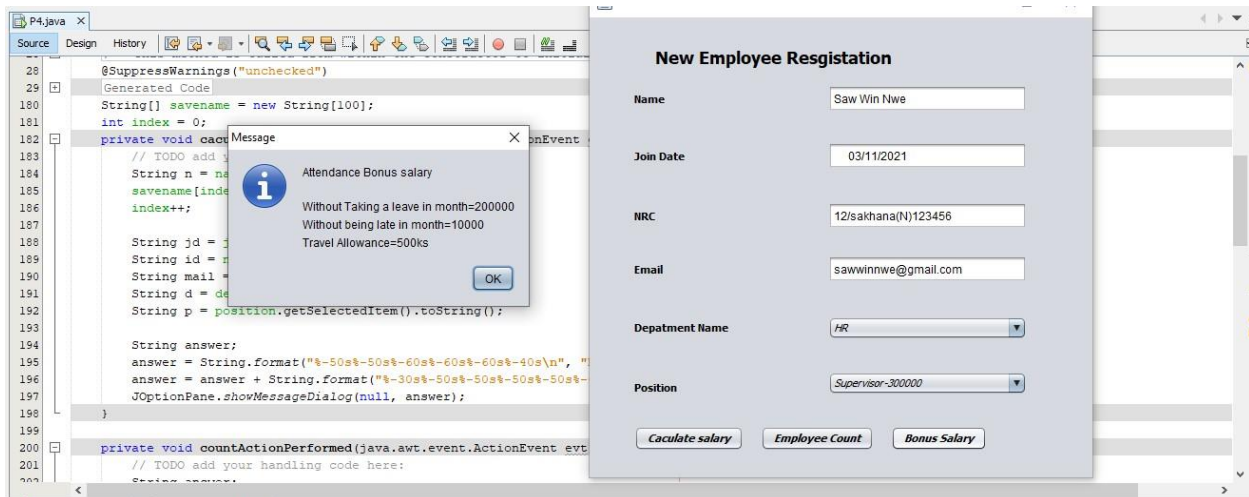 P4.java
Source Design History
28 @SuppressWarnings("unchecked")
29 Generated Code
180 String[] savename = new String[100];
181 int index = 0;
182 private void
183 // TODO add
184 String n =
185 savename[
186 index++;
187
188 String jd =
189 String id =
190 String mail =
191 String d =
192 String p = position.getSelectedItem().toString();
193
194 String answer;
195 answer = String.format("%-50s%-50s%-60s%-60s%-60s%-40s\n", "
196 answer = answer + String.format("%-30s%-50s%-50s%-50s%-50s%-
197 JOptionPane.showMessageDialog(null, answer);
198 }
199
200 private void countActionPerformed(java.awt.event.ActionEvent evt
201 // TODO add your handling code here:
Message
Attendance Bonus salary
Without Taking a leave in month=200000
Without being late in month=10000
Travel Allowance=500ks
OK
New Employee Resgistation
Name Saw Win Nwe
Join Date 03/11/2021
NRC 12/sakhana(N)123456
Email sawwinnwe@gmail.com
Depatment Name HR
Position Supervisor-300000
Caculate salary Employee Count Bonus Salary